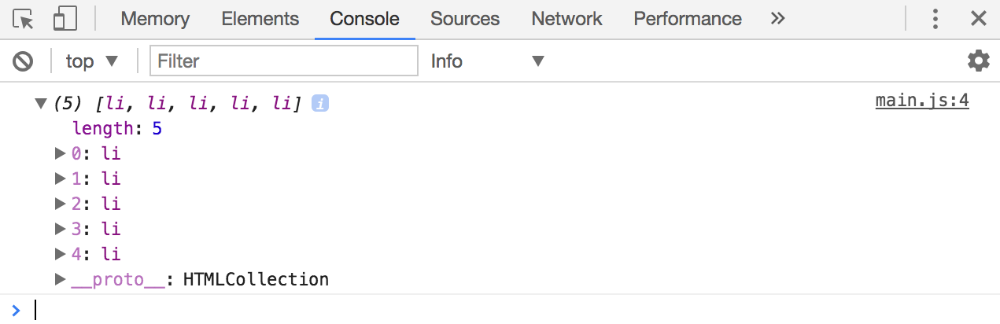 Memory Elements Console Sources Network Performance »
top ▼ Filter Info ▼
▼ (5) [li, li, li, li, li] i main.js:4
length: 5
▶ 0: li
▶ 1: li
▶ 2: li
▶ 3: li
▶ 4: li
▶ __proto__: HTMLCollection
>